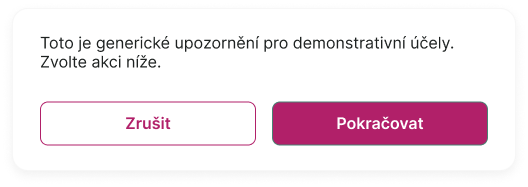 Toto je generické upozornění pro demonstrativní účely.
Zvolte akci níže.
Zrušit
Pokračovat